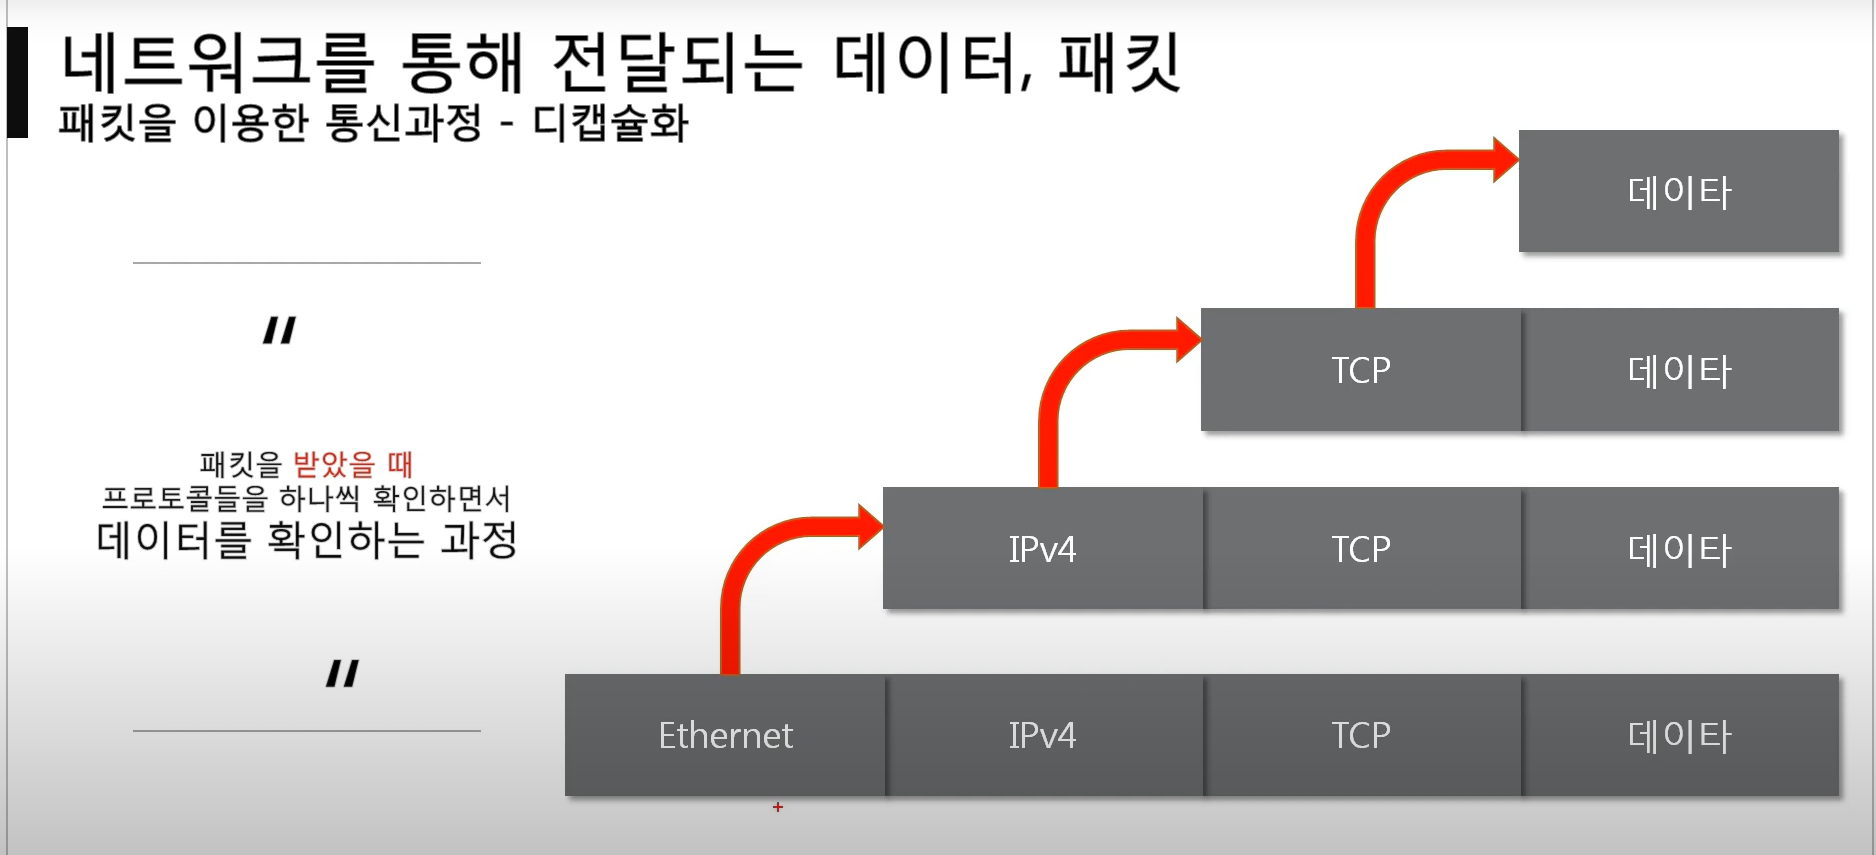 네트워크를 통해 전달되는 데이터, 패킷
패킷을 이용한 통신과정 - 디캡슐화
"
패킷을 받았을 때
프로토콜들을 하나씩 확인하면서
데이터를 확인하는 과정
"
데이타
TCP 데이타
IPv4 TCP 데이타
Ethernet IPv4 TCP 데이타